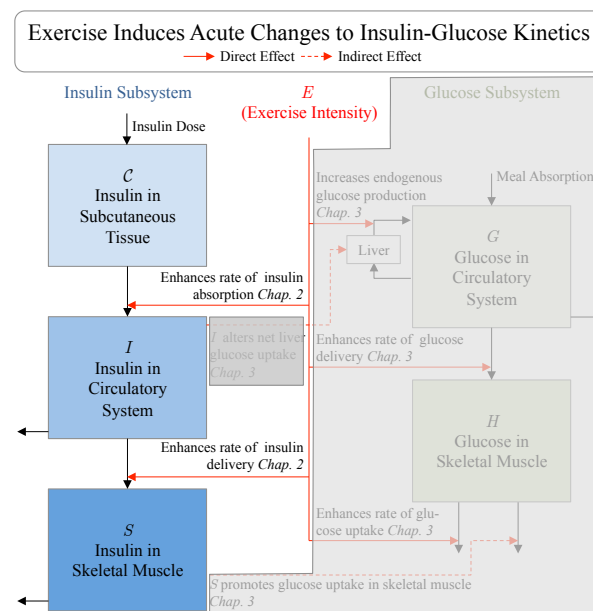 Exercise Induces Acute Changes to Insulin-Glucose Kinetics
Direct Effect
Indirect Effect
Insulin Subsystem
E
(Exercise Intensity)
Glucose Subsystem
Insulin Dose
C
Insulin in
Subcutaneous
Tissue
Increases endogenous
glucose production
Chap. 3
Meal Absorption
Liver
G
Glucose in
Circulatory
System
Enhances rate of insulin
absorption Chap. 2
I
Insulin in
Circulatory
System
I alters net liver
glucose uptake
Chap. 3
Enhances rate of glucose
delivery Chap. 3
H
Glucose in
Skeletal Muscle
Enhances rate of insulin
delivery Chap. 2
S
Insulin in
Skeletal Muscle
Enhances rate of glu-
cose uptake Chap. 3
S promotes glucose uptake in skeletal muscle
Chap. 3